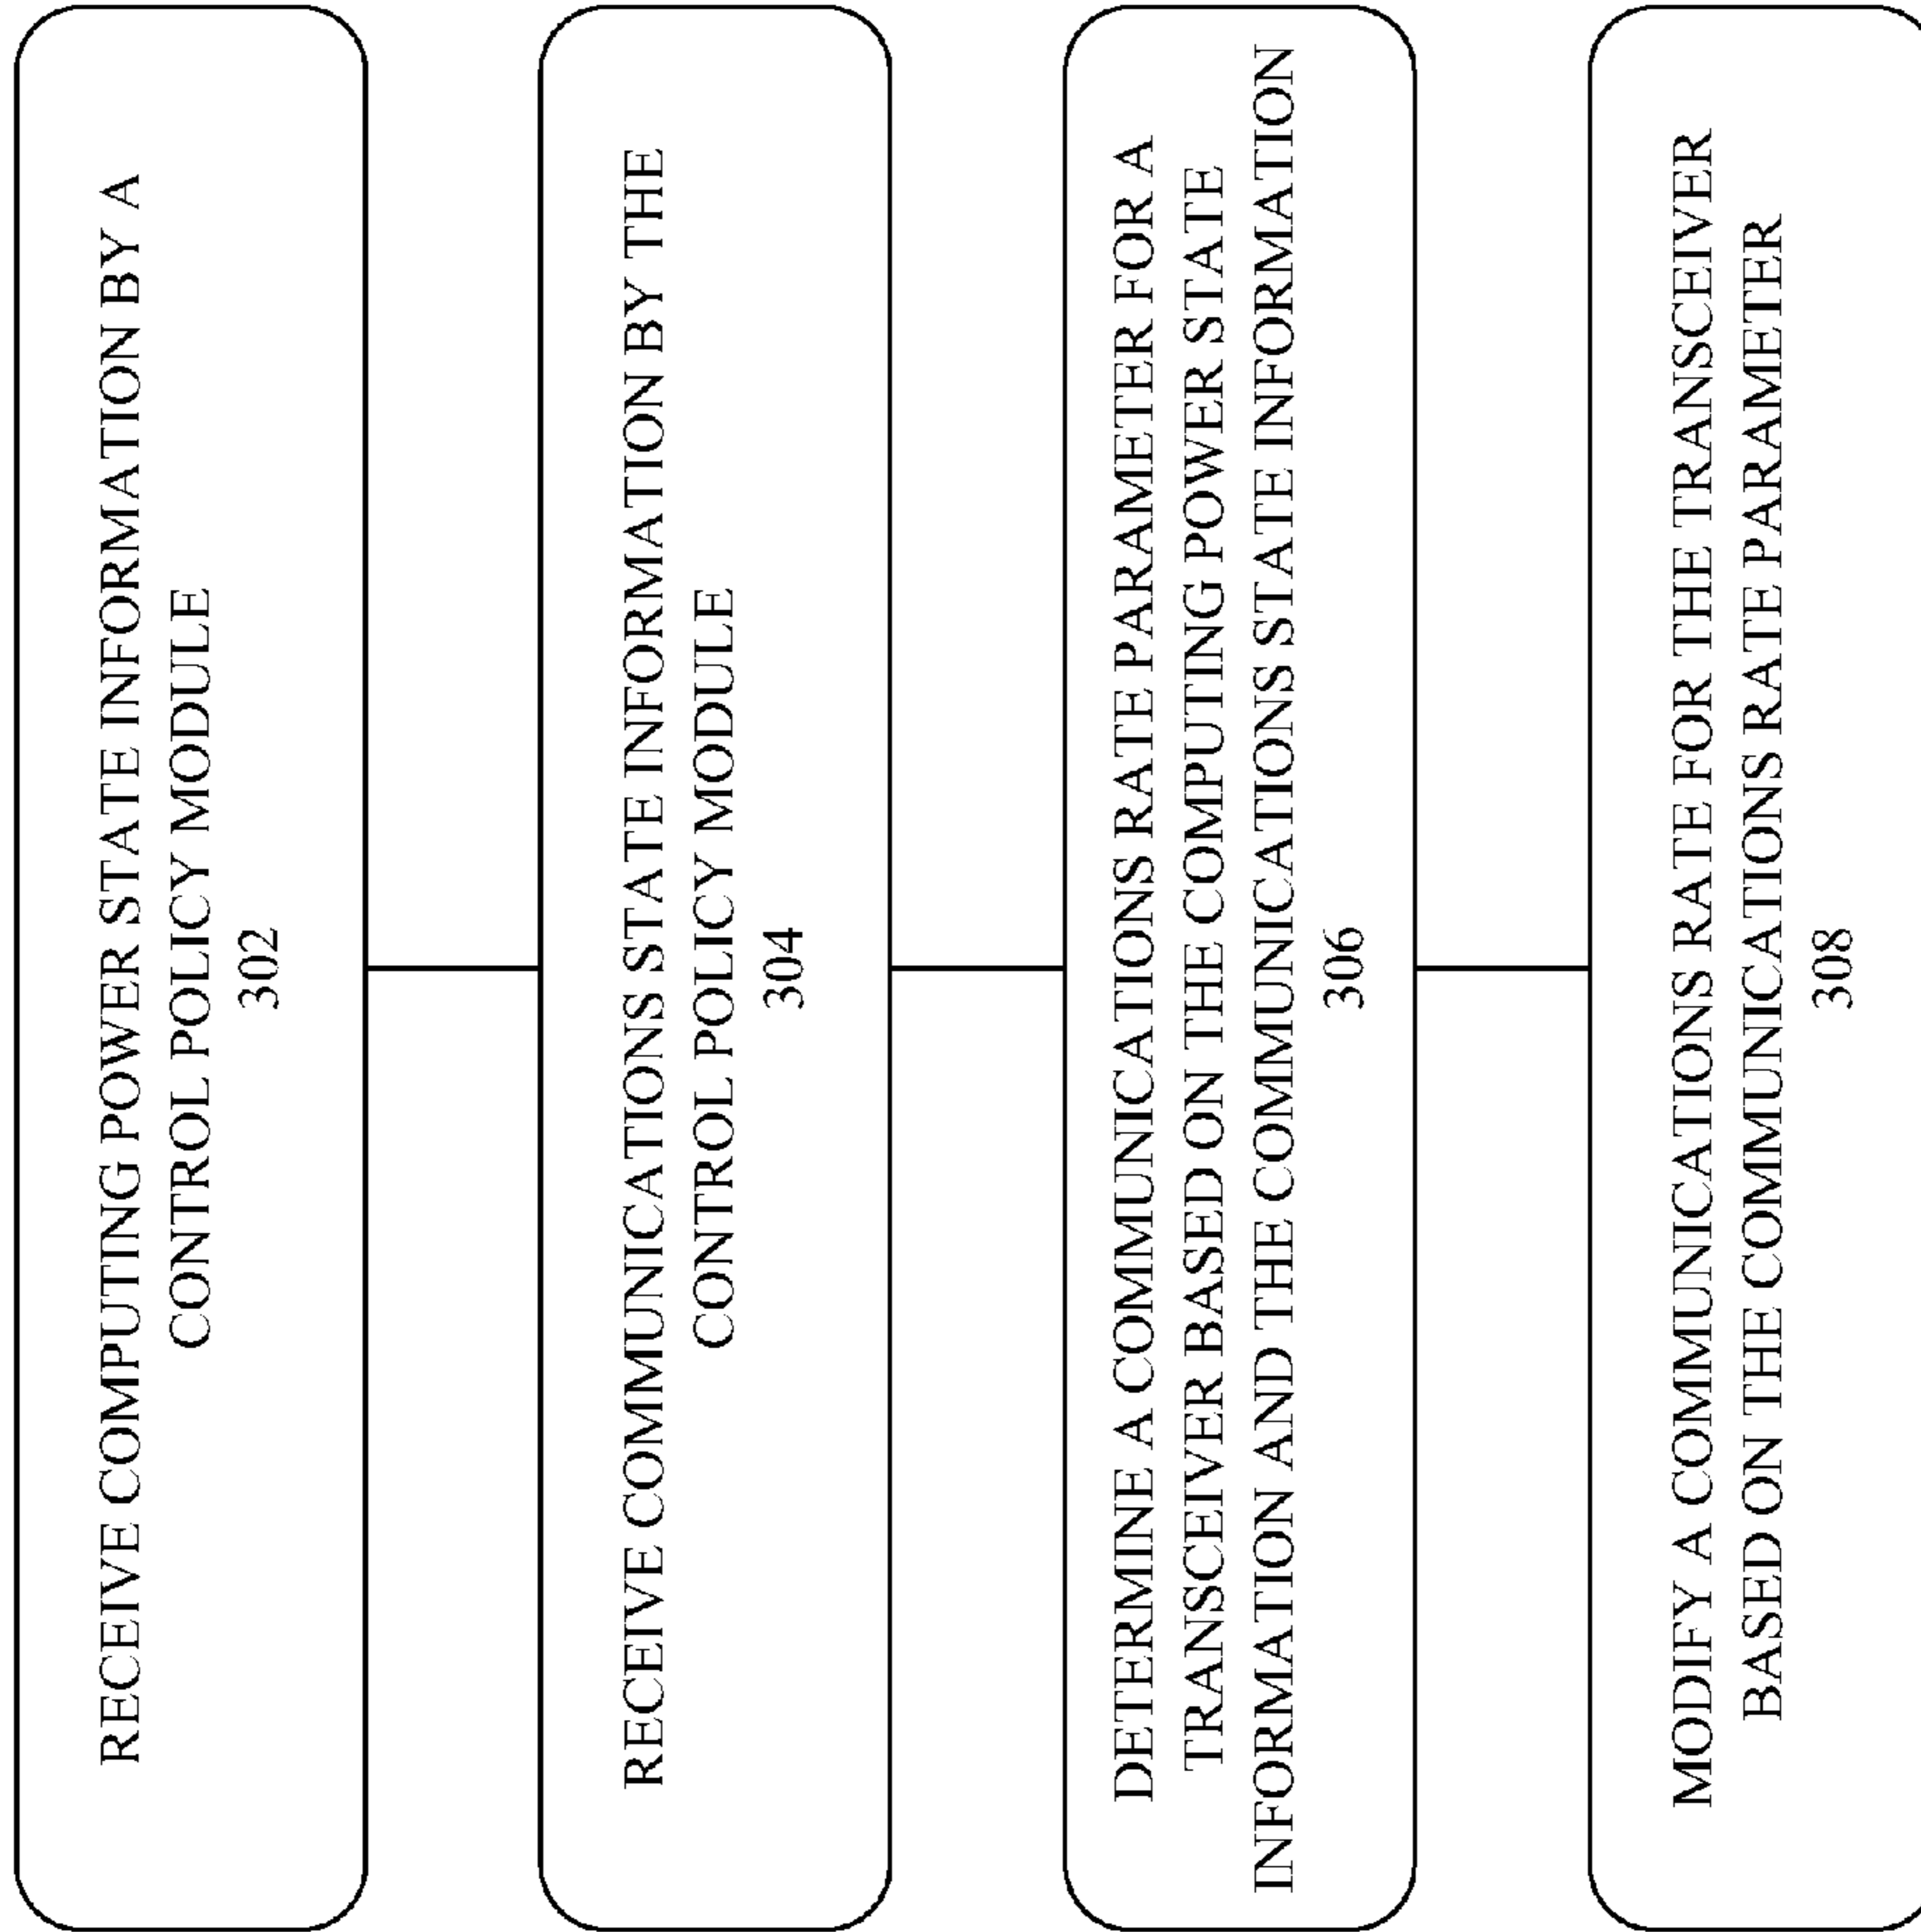 RECEIVE COMPUTING POWER STATE INFORMATION BY A
CONTROL POLICY MODULE
302
RECEIVE COMMUNICATIONS STATE INFORMATION BY THE
CONTROL POLICY MODULE
304
DETERMINE A COMMUNICATIONS RATE PARAMETER FOR A
TRANSCEIVER BASED ON THE COMPUTING POWER STATE
INFORMATION AND THE COMMUNICATIONS STATE INFORMATION
306
MODIFY A COMMUNICATIONS RATE FOR THE TRANSCEIVER
BASED ON THE COMMUNICATIONS RATE PARAMETER
308